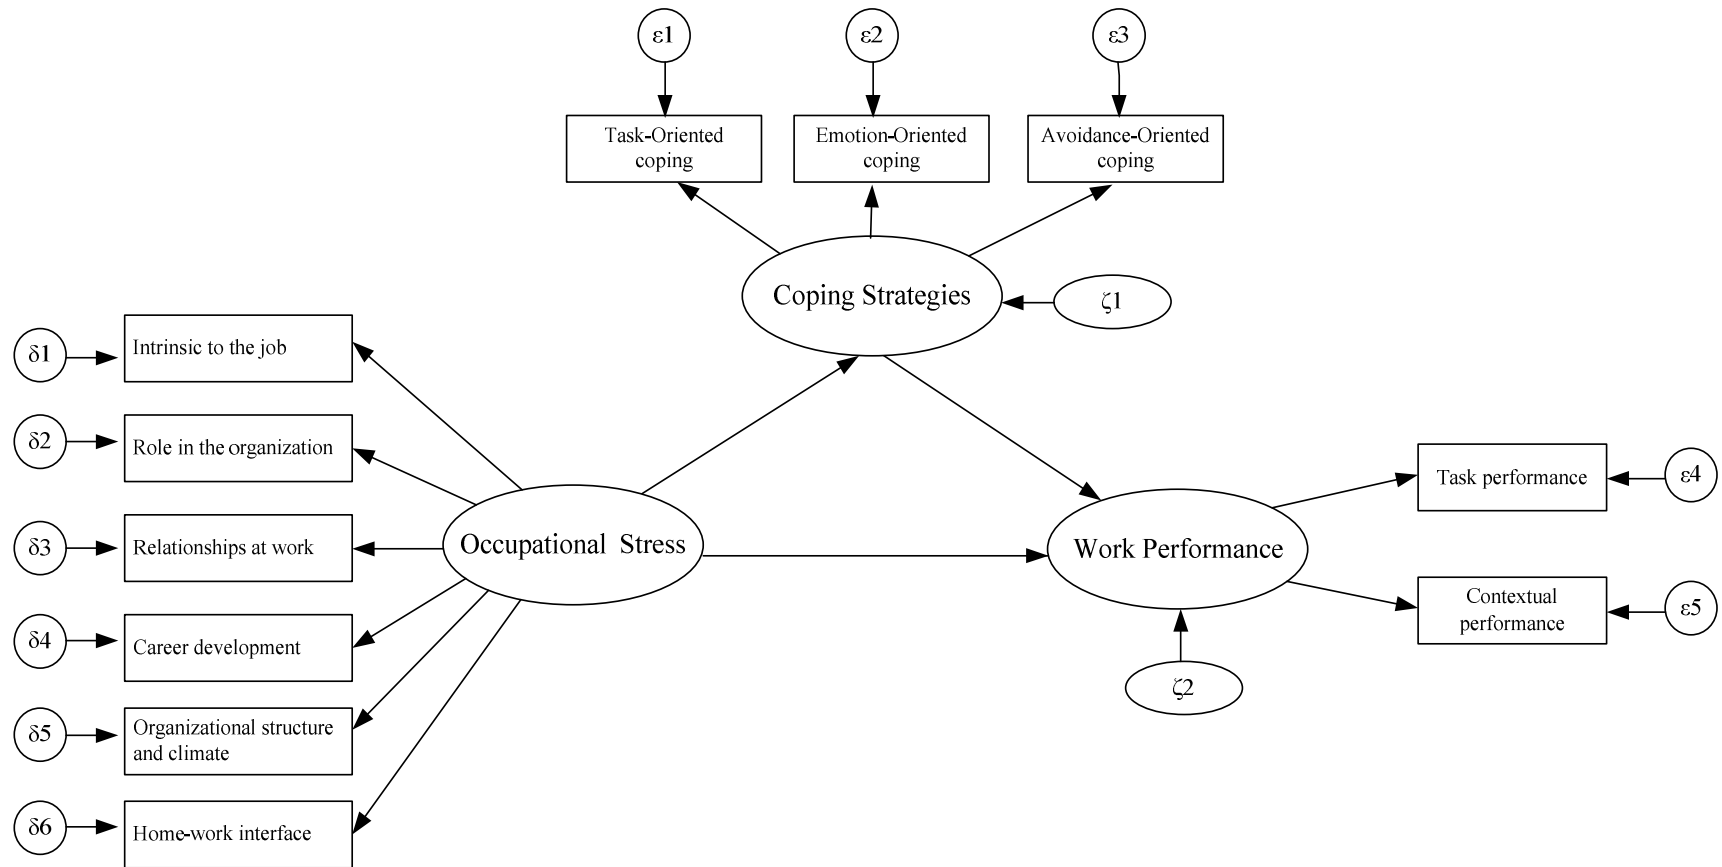 ε1
ε2
ε3
Task-Oriented
coping
Emotion-Oriented
coping
Avoidance-Oriented
coping
Coping Strategies
ζ1
δ1
Intrinsic to the job
δ2
Role in the organization
δ3
Relationships at work
δ4
Career development
δ5
Organizational structure
and climate
δ6
Home-work interface
Occupational Stress
Work Performance
ζ2
Task performance
ε4
Contextual
performance
ε5